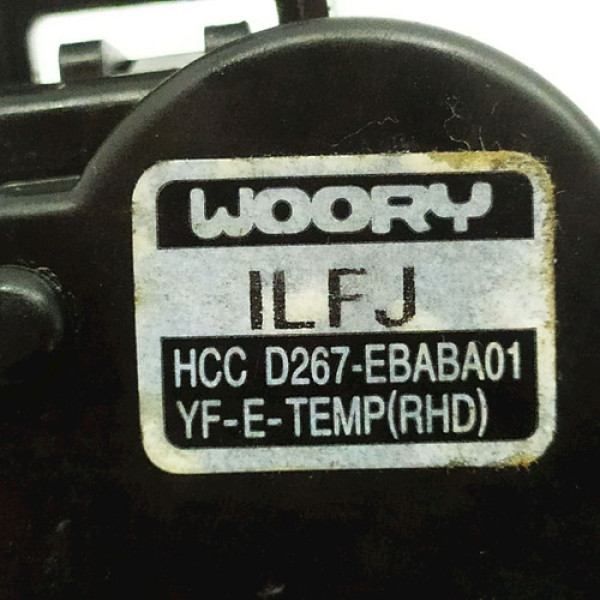 WOORY
ILFJ
HCC D267-EBABA01
YF-E-TEMP(RHD)